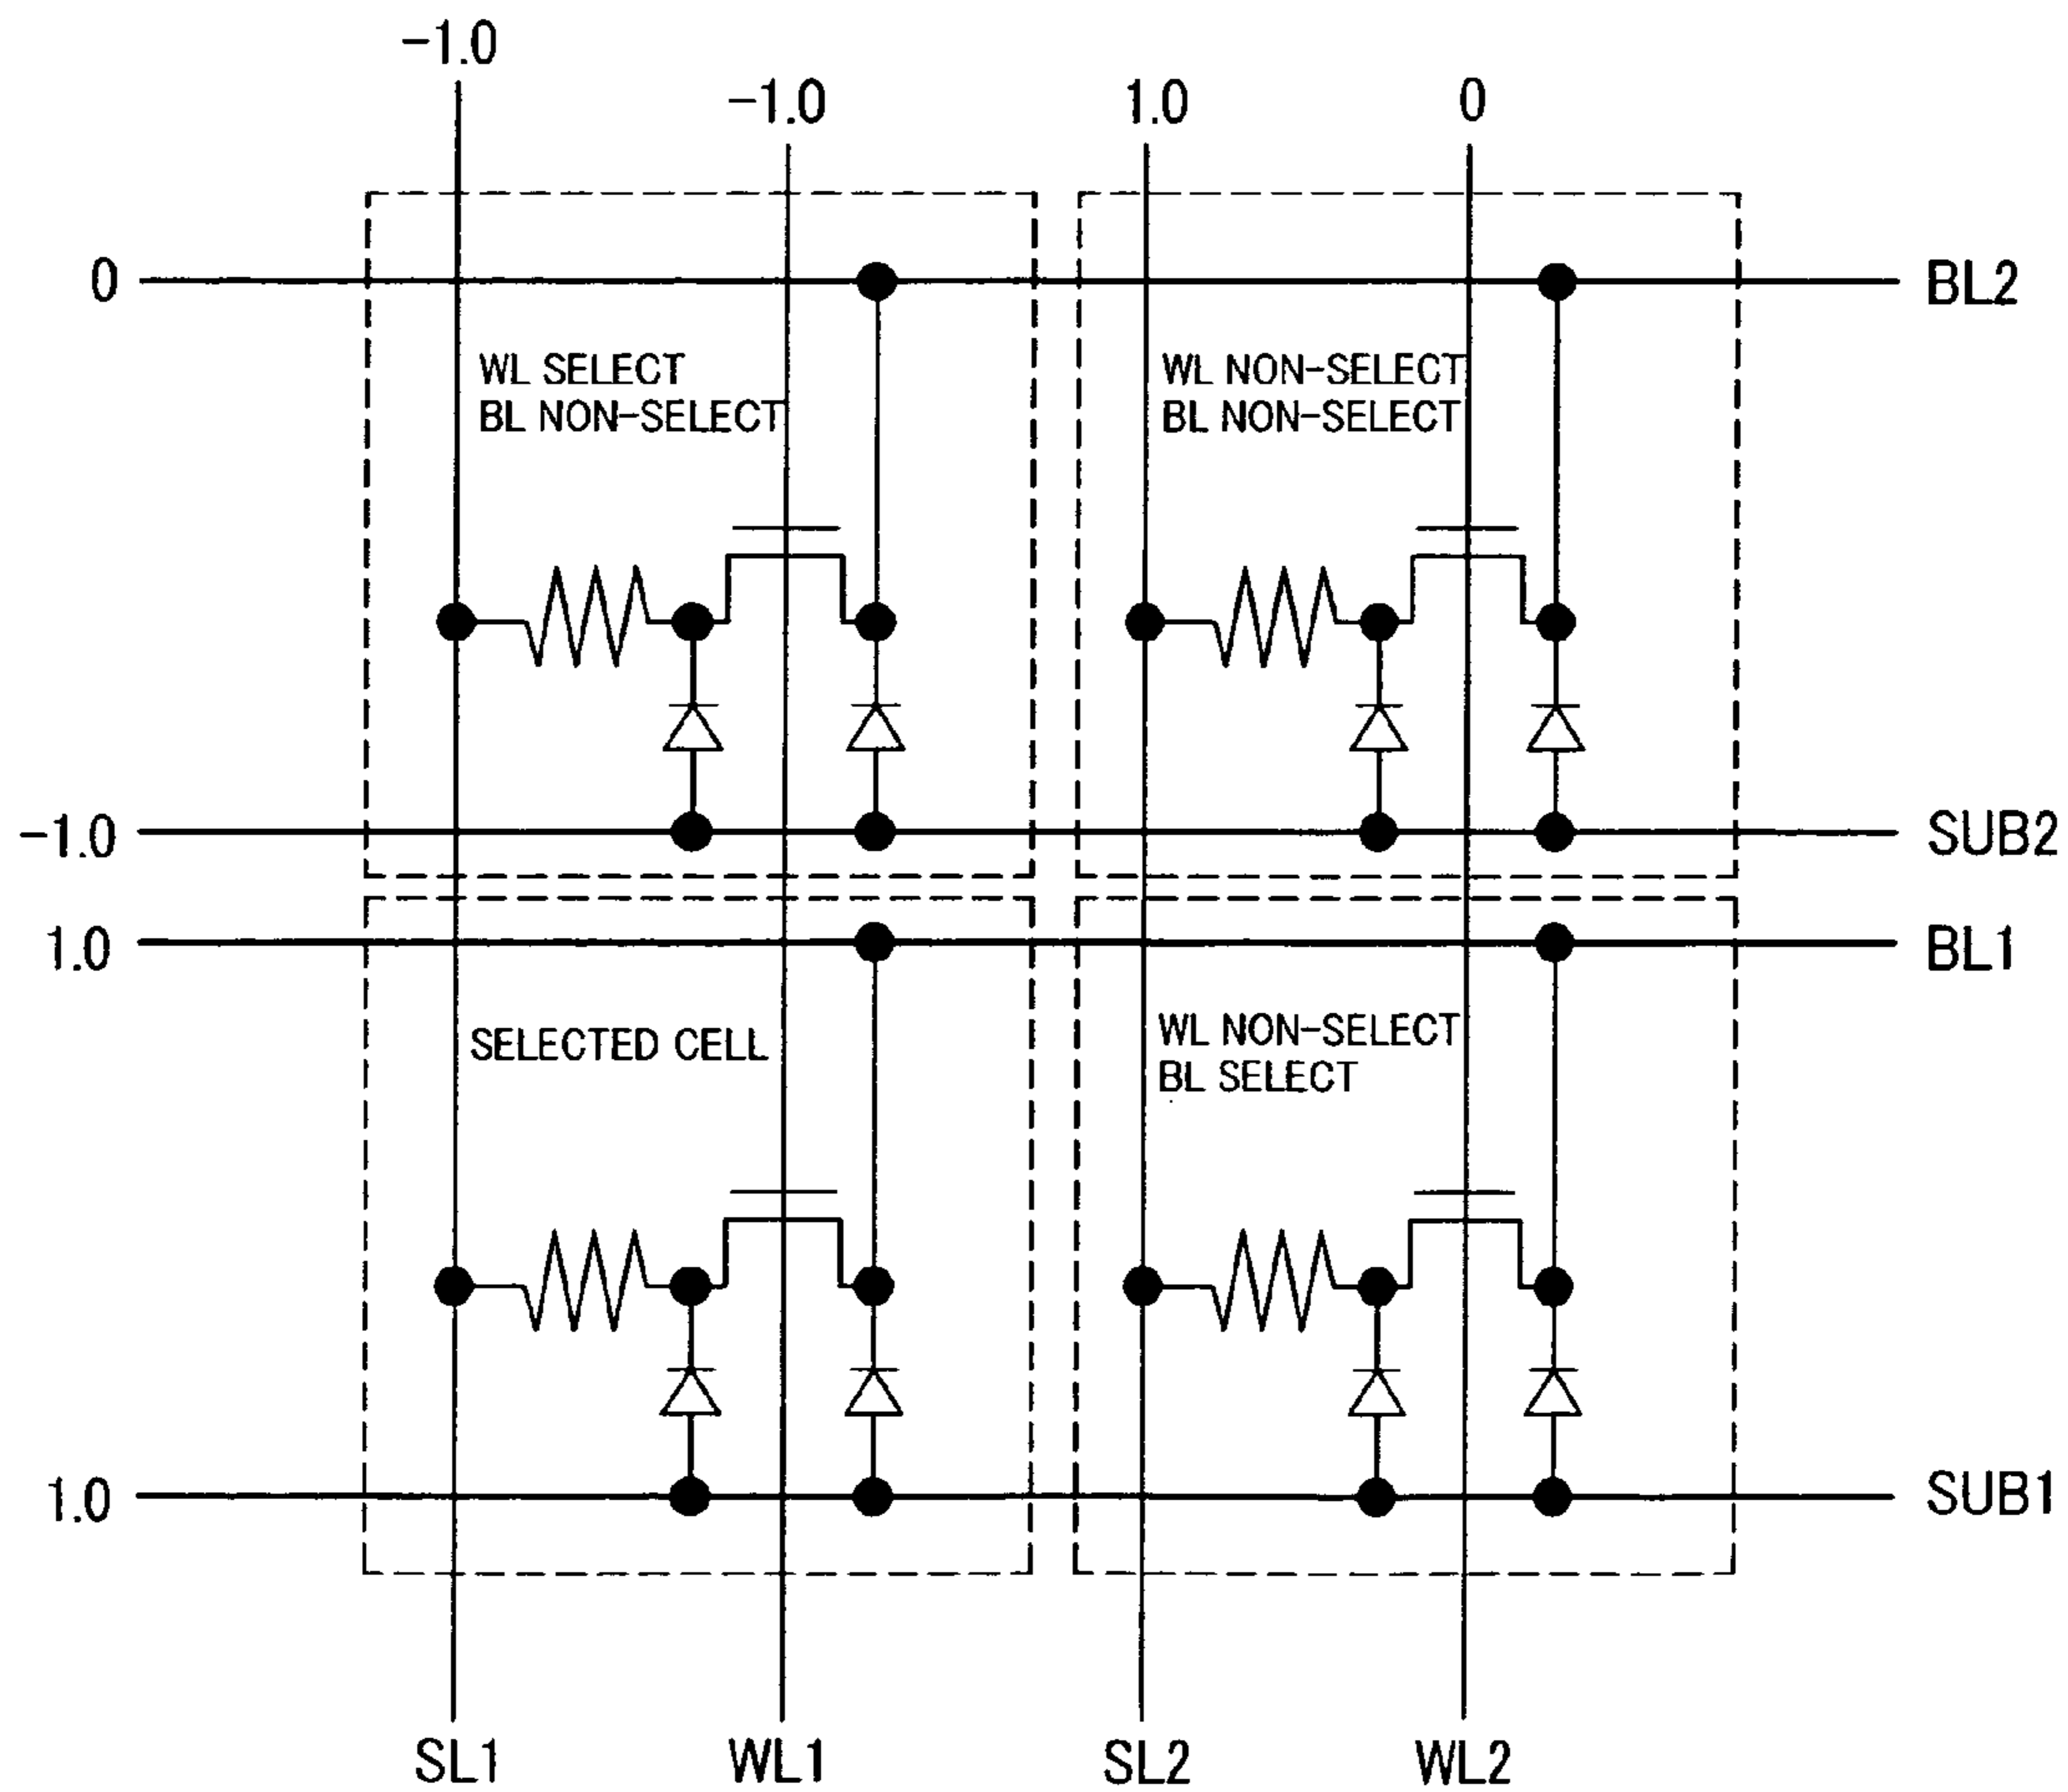 -1.0
-1.0
1.0
0
0
BL2
WL SELECT
BL NON-SELECT
WL NON-SELECT
BL NON-SELECT
-1.0
SUB2
1.0
BL1
SELECTED CELL
WL NON-SELECT
BL SELECT
1.0
SUB1
SL1
WL1
SL2
WL2